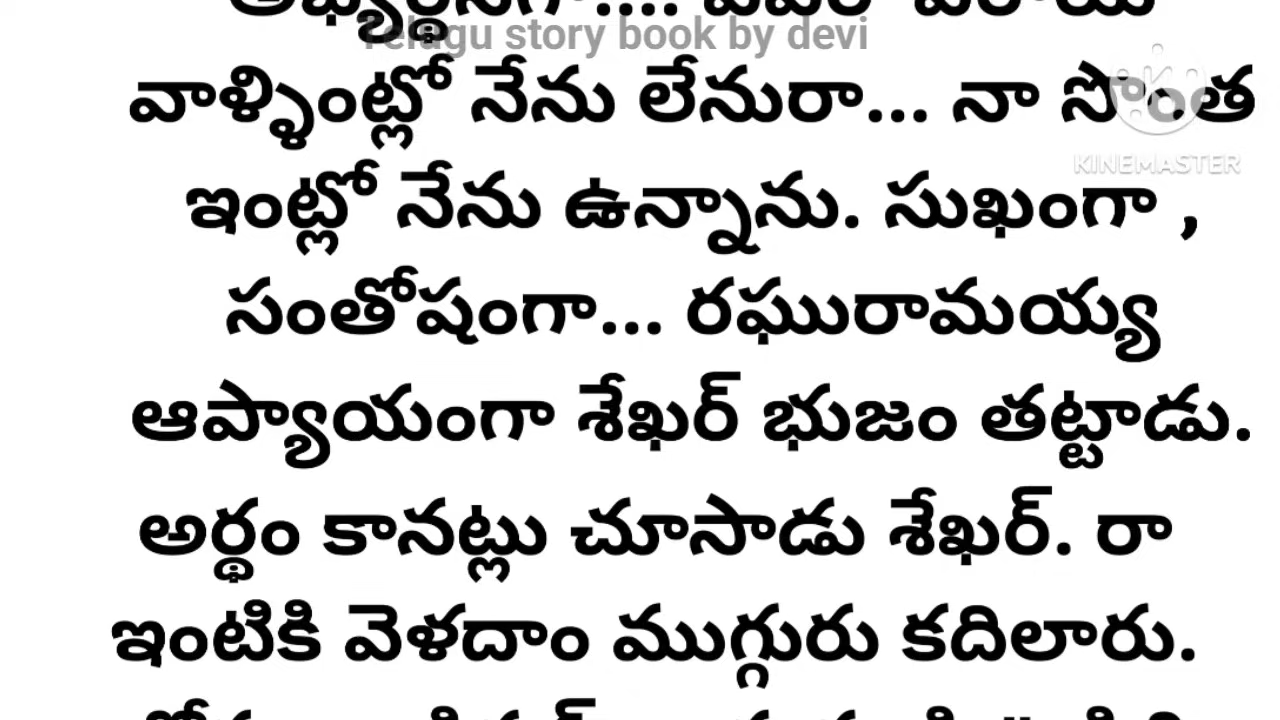 Telugu story book by devi
వాళ్ళింట్లో నేను లేనురా... నా సొంత
KINEMASTER
ఇంట్లో నేను ఉన్నాను. సుఖంగా ,
సంతోషంగా... రఘురామయ్య
ఆప్యాయంగా శేఖర్ భుజం తట్టాడు.
అర్థం కానట్లు చూసాడు శేఖర్. రా
ఇంటికి వెళదాం ముగ్గురు కదిలారు.